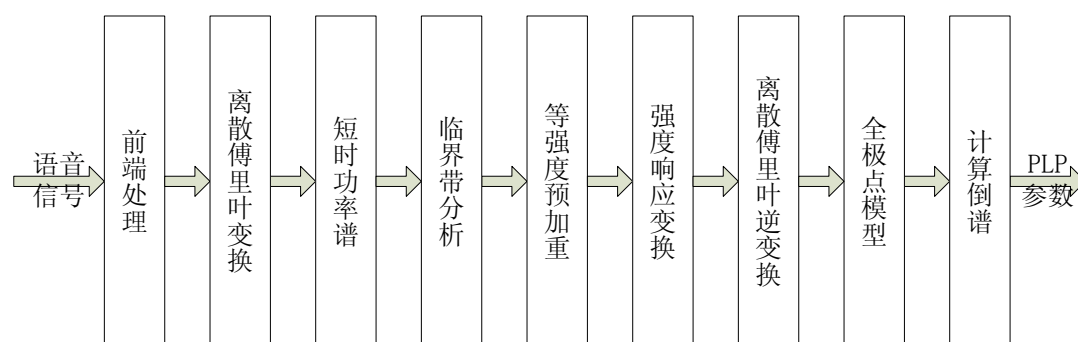 语音
信号
前端处理
离散傅里叶变换
短时功率谱
临界带分析
等强度预加重
强度响应变换
离散傅里叶逆变换
全极点模型
计算倒谱
PLP
参数